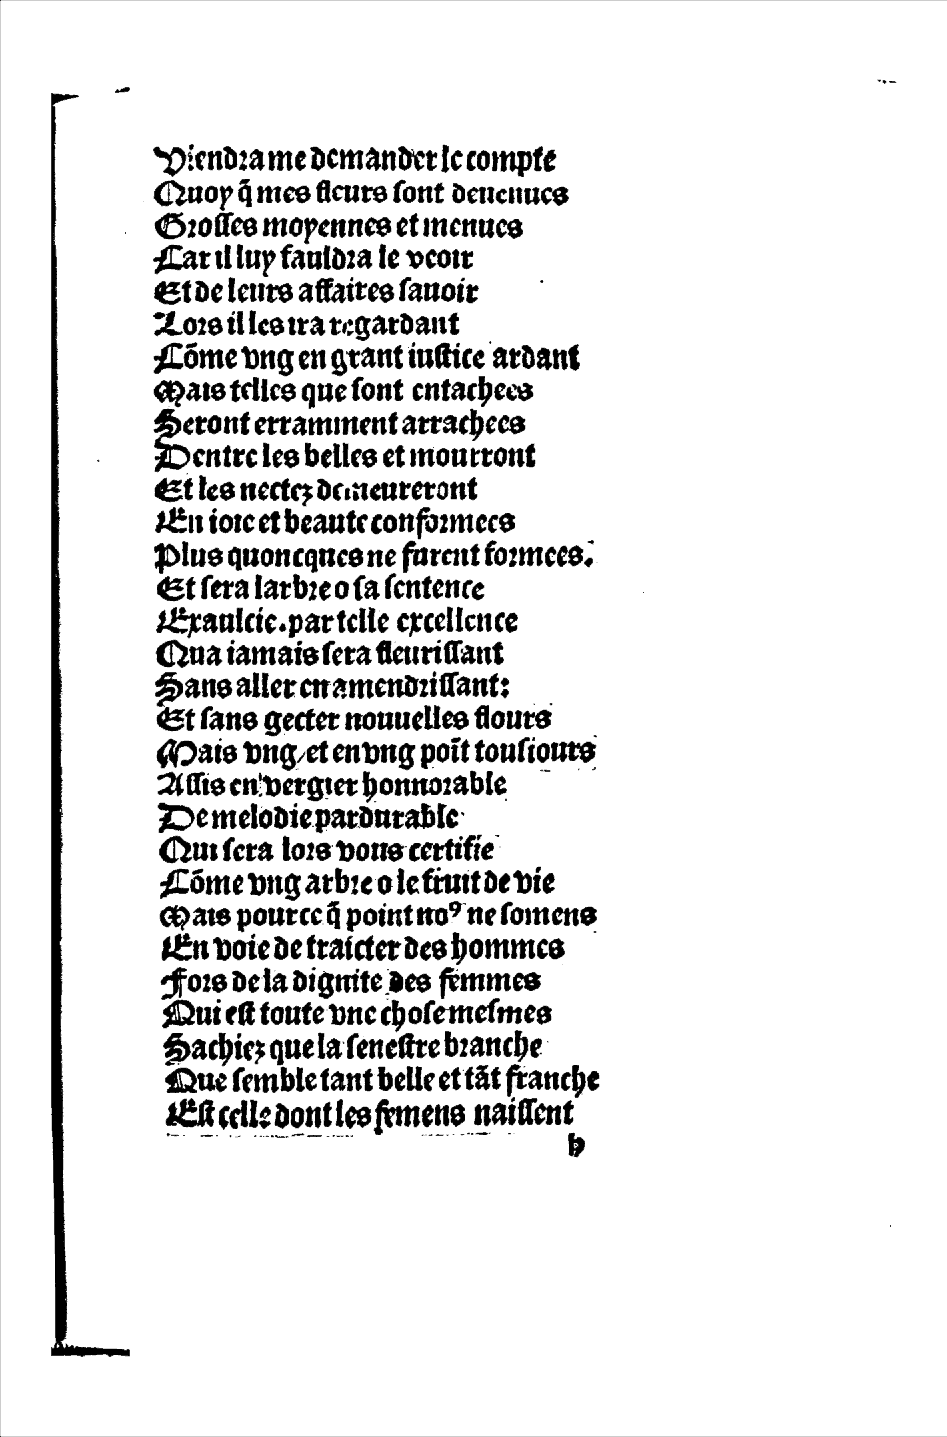 Viendra me demander le compte
Quoy q̃ mes fleurs sont deuenues
Grosses moyennes et menues
Car il luy fauldra le veoir
Et de leurs affaires sauoir
Lors il les ira regardant
Cõme vng en grant iustice ardant
Mais telles que sont entachees
Seront erramment arrachees
Dentre les belles et mourront
Et les nectez demeureront
En ioie et beaute conformees
Plus quoncques ne furent formees.
Et sera larbre o sa sentence
Exaulcie.par telle excellence
Qua iamais sera fleurissant
Sans aller en amendrissant:
Et sans gecter nouuelles flours
Mais vng/et en vng poĩt tousiours
Assis en vergier honnorable
De melodie pardurable
Qui sera lors vous certifie
Cõme vng arbre o le fruit de vie
Mais pource q̃ point noꝰ ne somens
En voie de traicter des hommes
Fors de la dignite des femmes
Qui est toute vne chose mesmes
Sachiez que la senestre branche
Que semble tant belle et tãt franche
Est celle dont les femens naissent
b